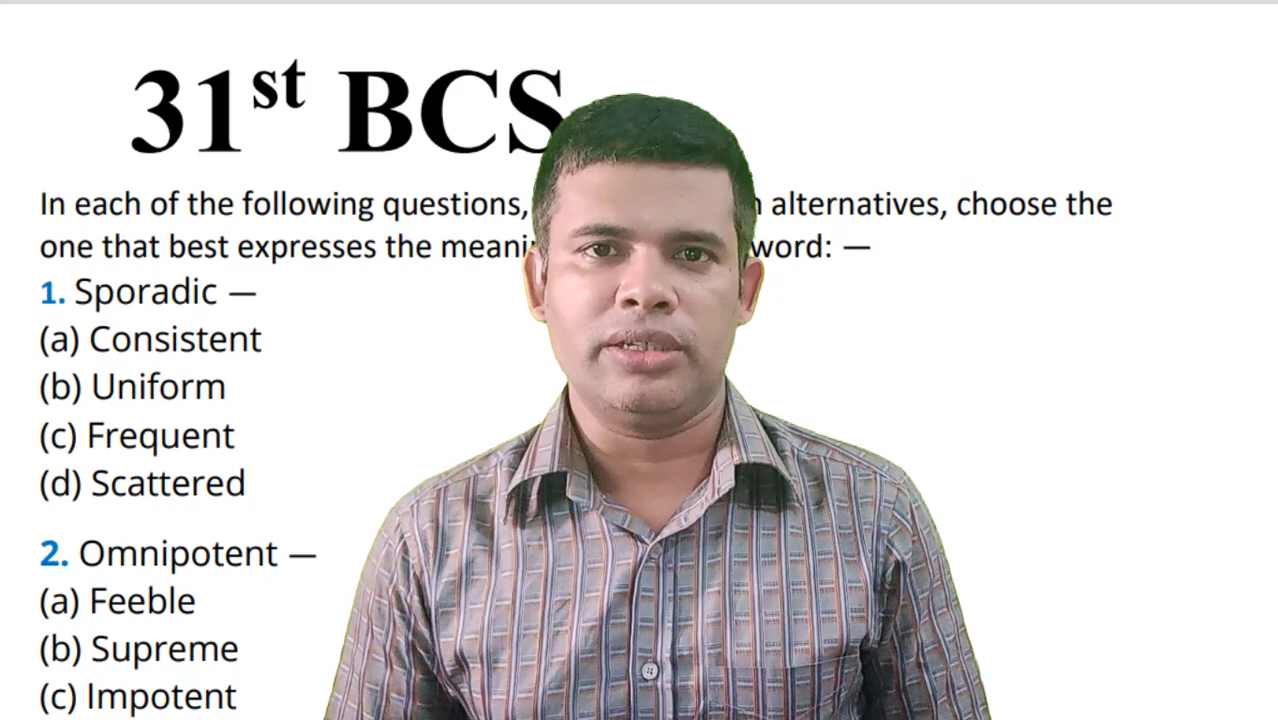 31st BCS
In each of the following questions, alternatives, choose the
one that best expresses the word: —
1. Sporadic —
(a) Consistent
(b) Uniform
(c) Frequent
(d) Scattered
2. Omnipotent —
(a) Feeble
(b) Supreme
(c) Impotent